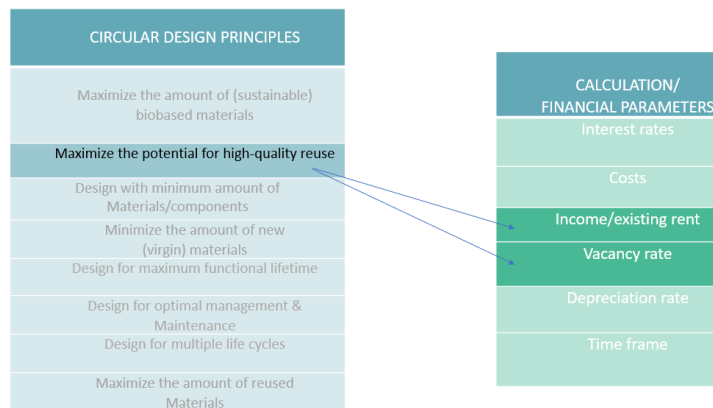 CIRCULAR DESIGN PRINCIPLES
Maximize the amount of (sustainable)
biobased materials
Maximize the potential for high-quality reuse
Design with minimum amount of
Materials/components
Minimize the amount of new
(virgin) materials
Design for maximum functional lifetime
Design for optimal management &
Maintenance
Design for multiple life cycles
Maximize the amount of reused
Materials
CALCULATION/
FINANCIAL PARAMETERS
Interest rates
Costs
Income/existing rent
Vacancy rate
Depreciation rate
Time frame